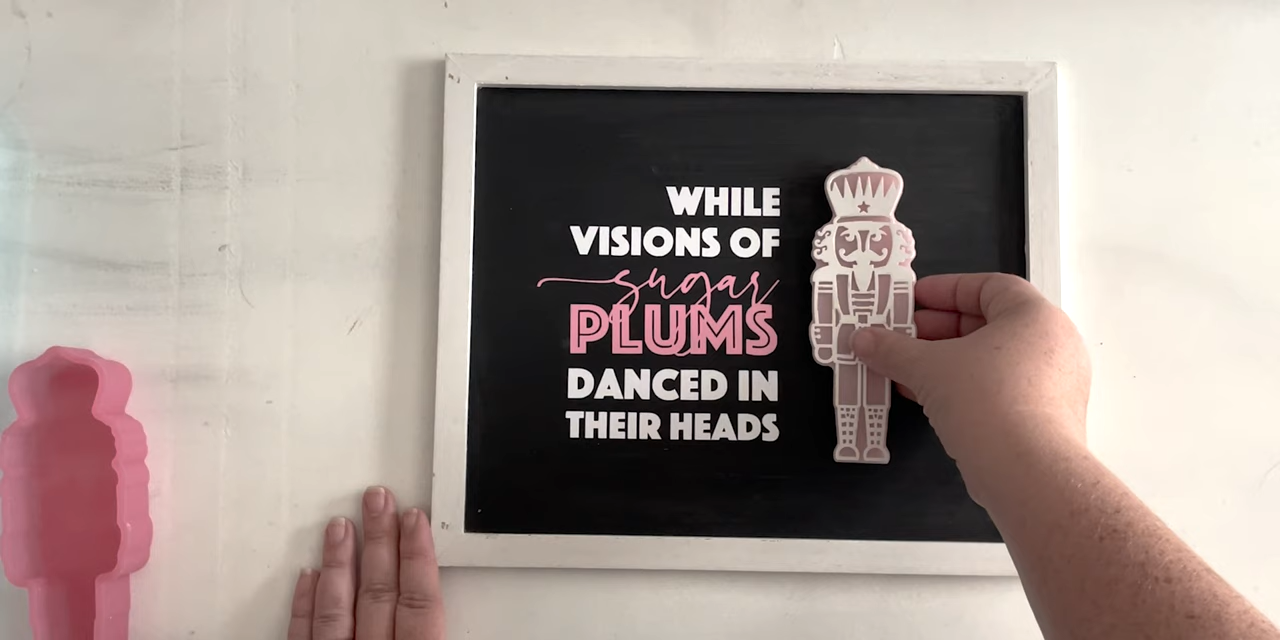 WHILE
VISIONS OF
sugar
PLUMS
DANCED IN
THEIR HEADS